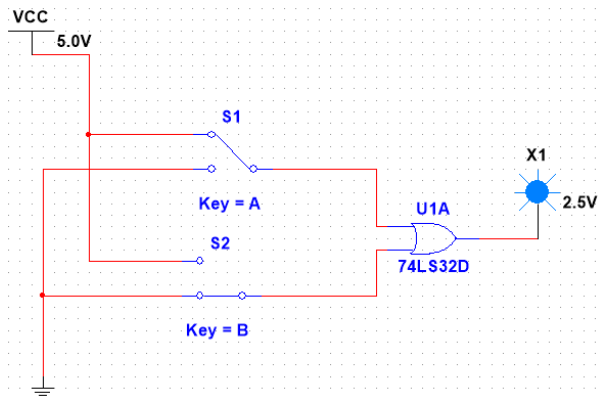 VCC
5.0V
S1
Key = A
X1
2.5V
U1A
74LS32D
S2
Key = B